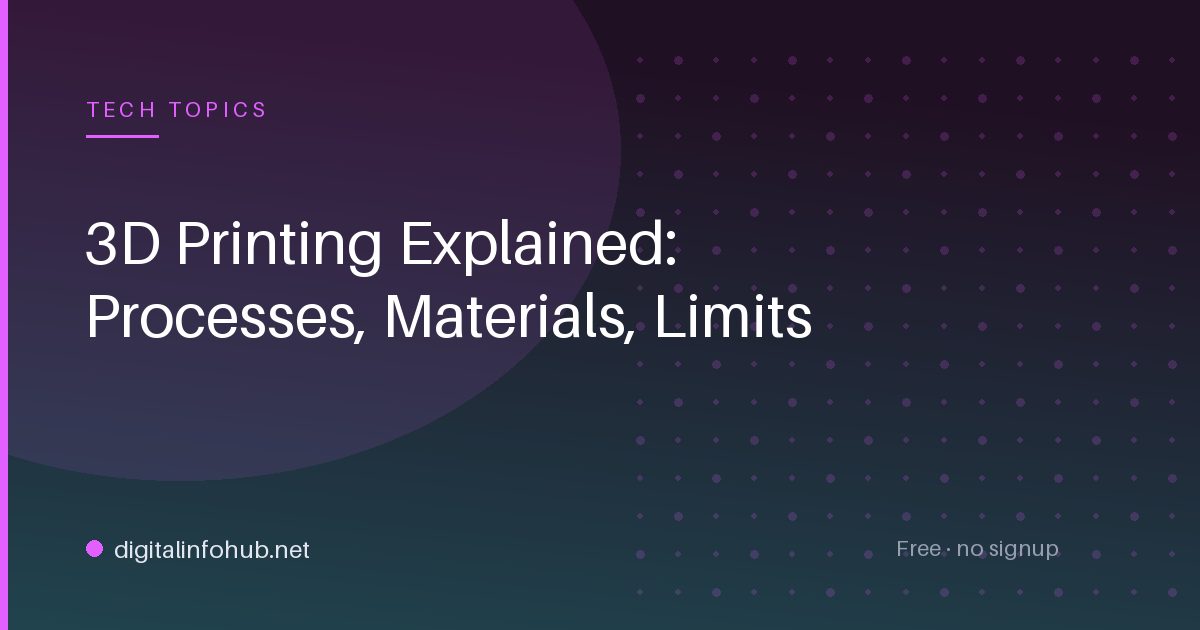 TECH TOPICS
3D Printing Explained:
Processes, Materials, Limits
digitalinfohub.net
Free · no signup